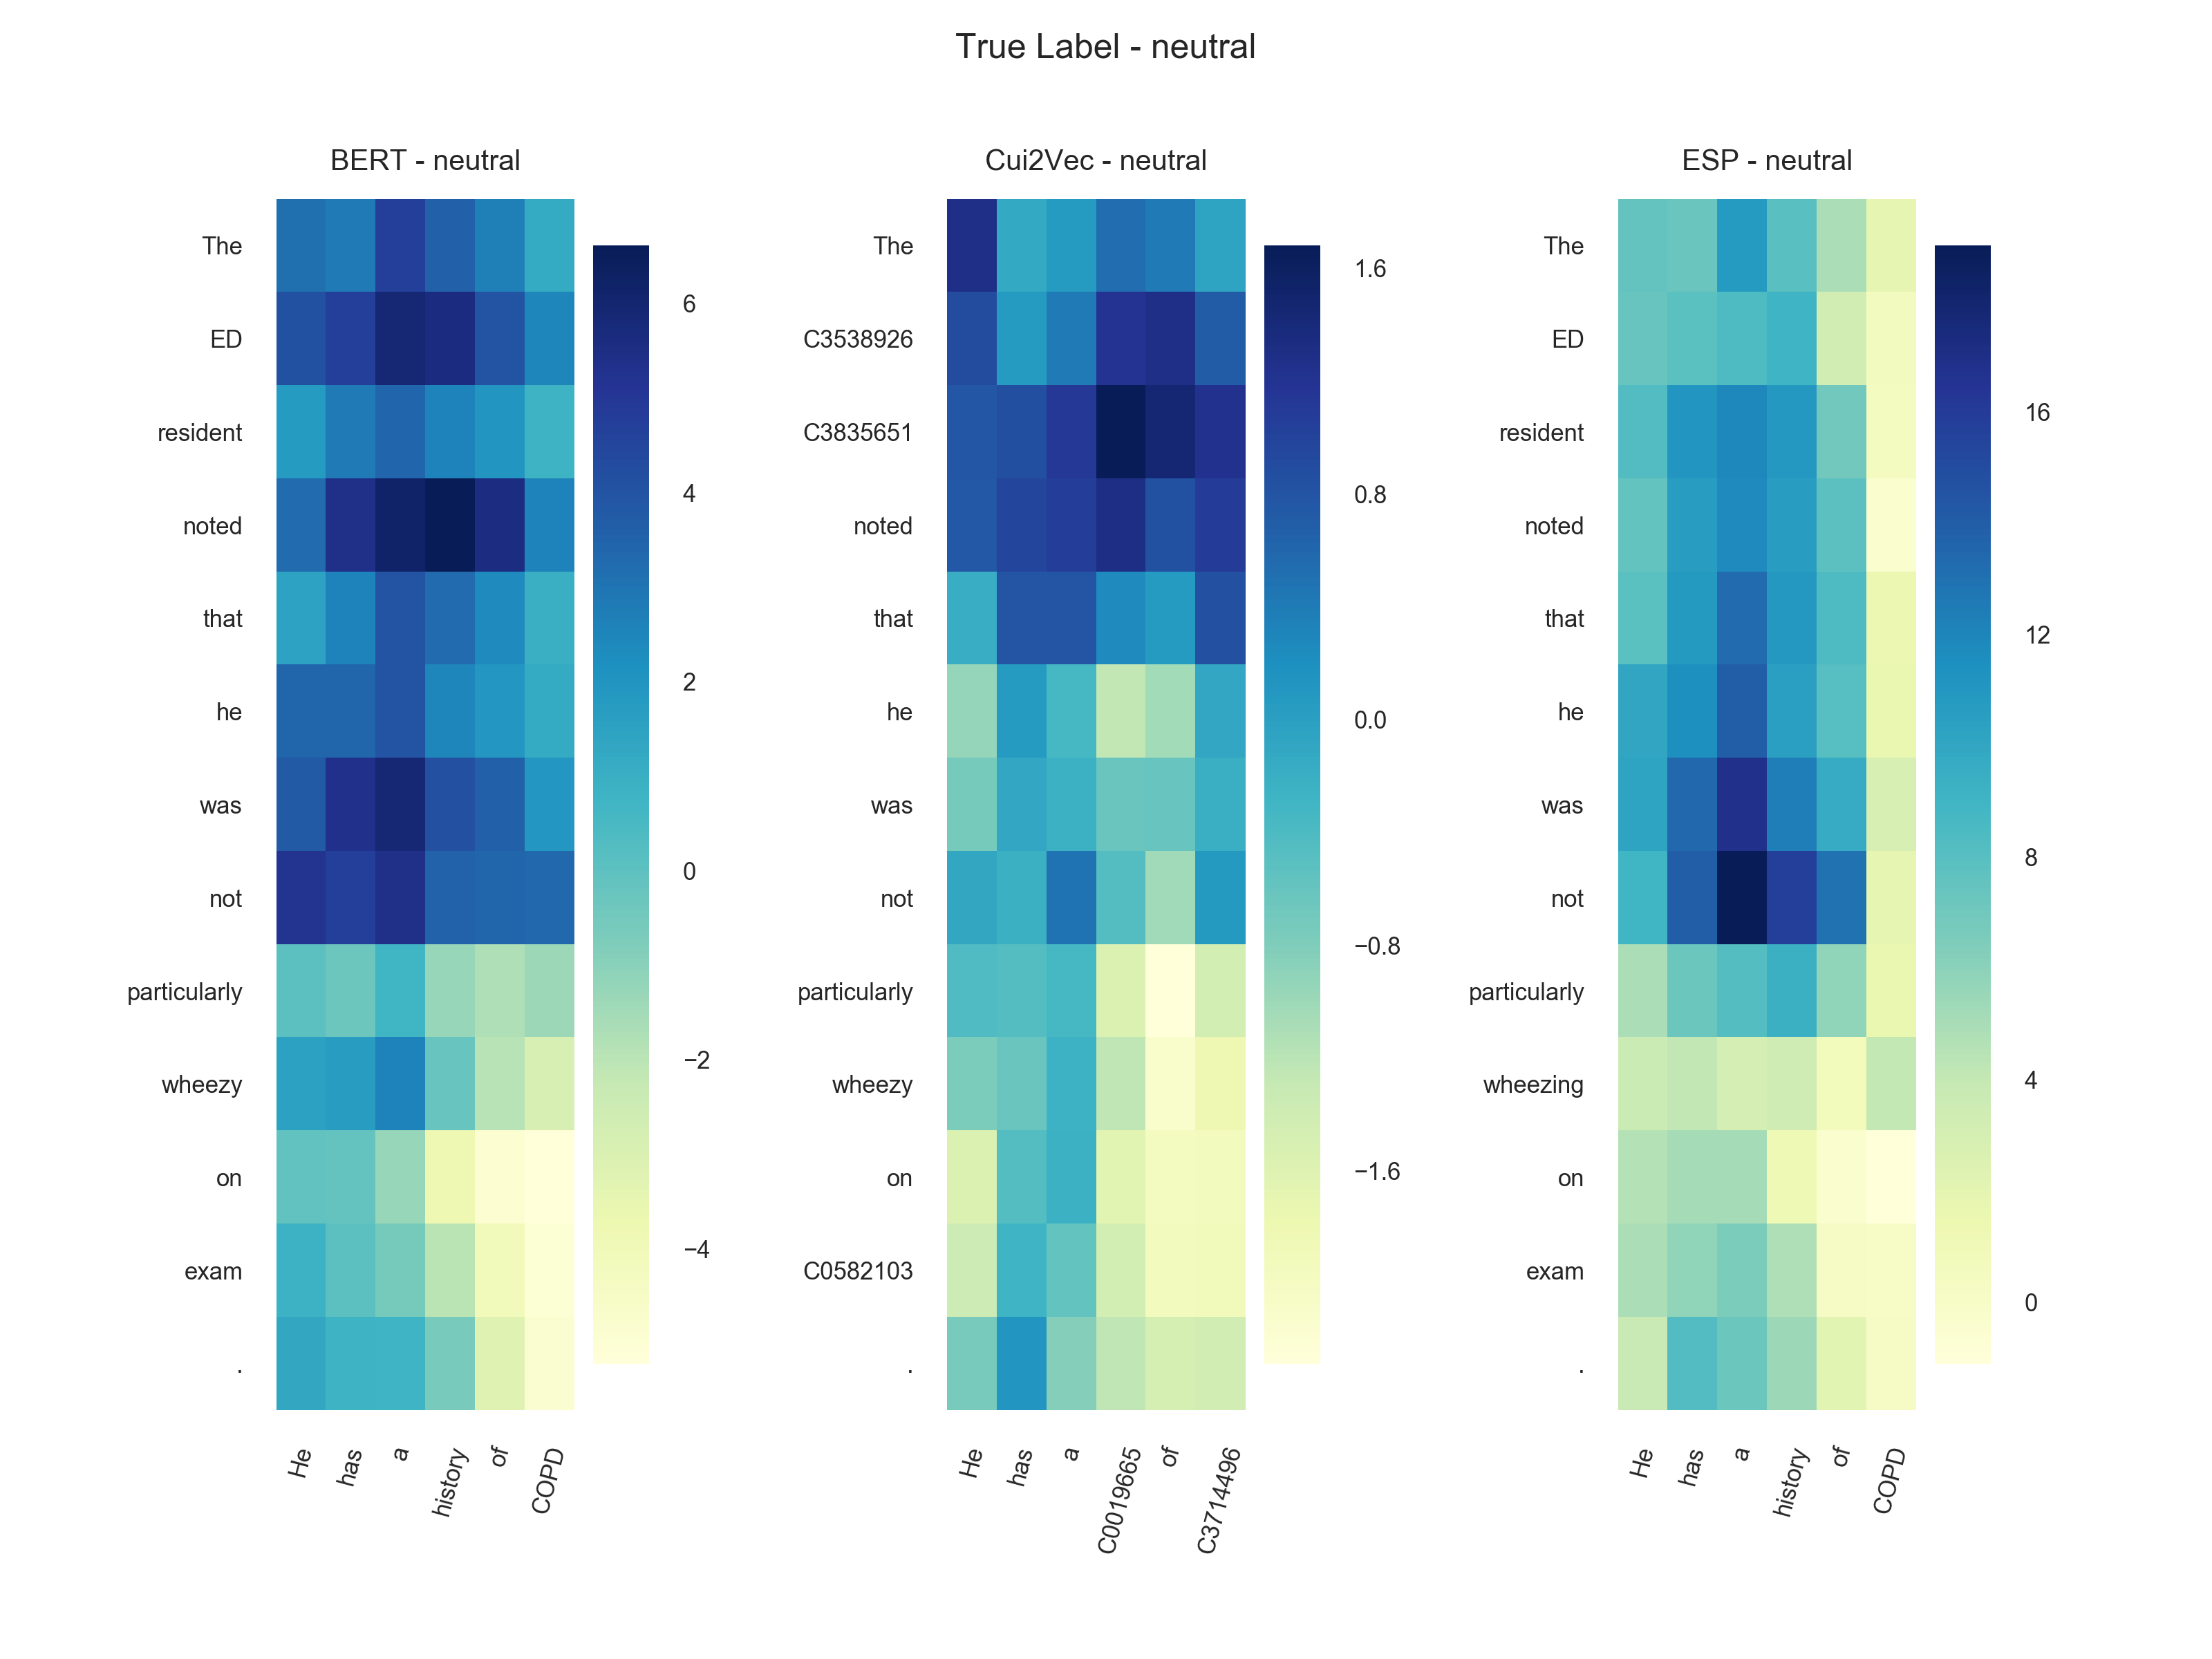 True Label - neutral
BERT - neutral
The
ED
resident
noted
that
he
was
not
particularly
wheezy
on
exam
.
He
has
a
history
of
COPD
6
4
2
0
−2
−4
Cui2Vec - neutral
The
C3538926
C3835651
noted
that
he
was
not
particularly
wheezy
on
C0582103
.
He
has
a
C0019665
of
C3714496
1.6
0.8
0.0
−0.8
−1.6
ESP - neutral
The
ED
resident
noted
that
he
was
not
particularly
wheezing
on
exam
.
He
has
a
history
of
COPD
16
12
8
4
0